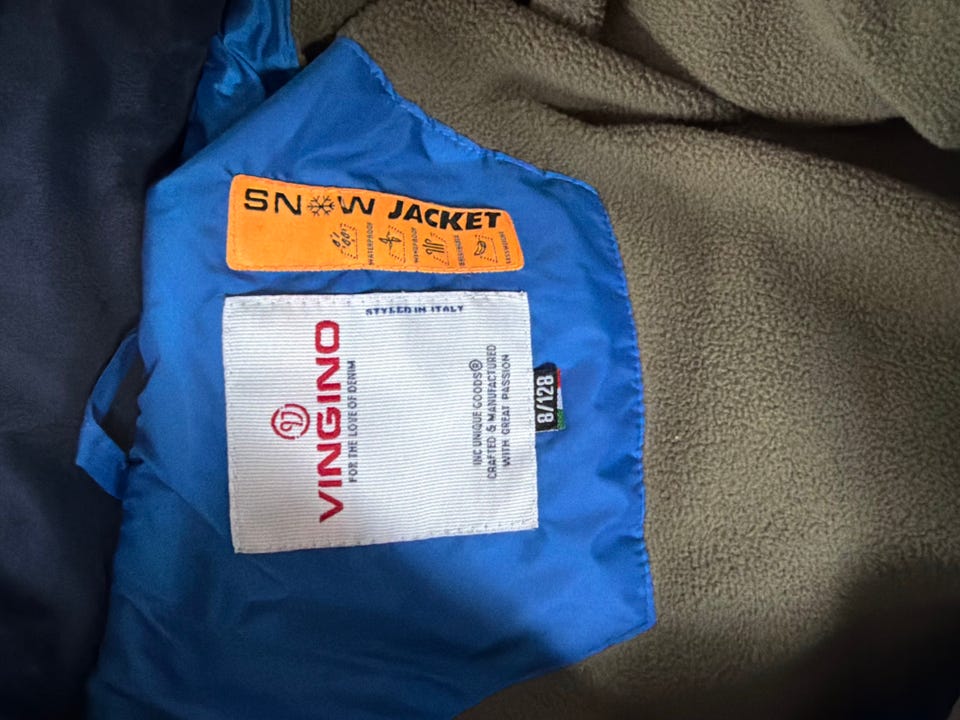 SNOW JACKET
WATERPROOF
WINDPROOF
STYLED IN ITALY
VINGINO
FOR THE LOVE OF DENIM
INC UNIQUE GOODS®
CRAFTED & MANUFACTURED
WITH GREAT PASSION
8/128